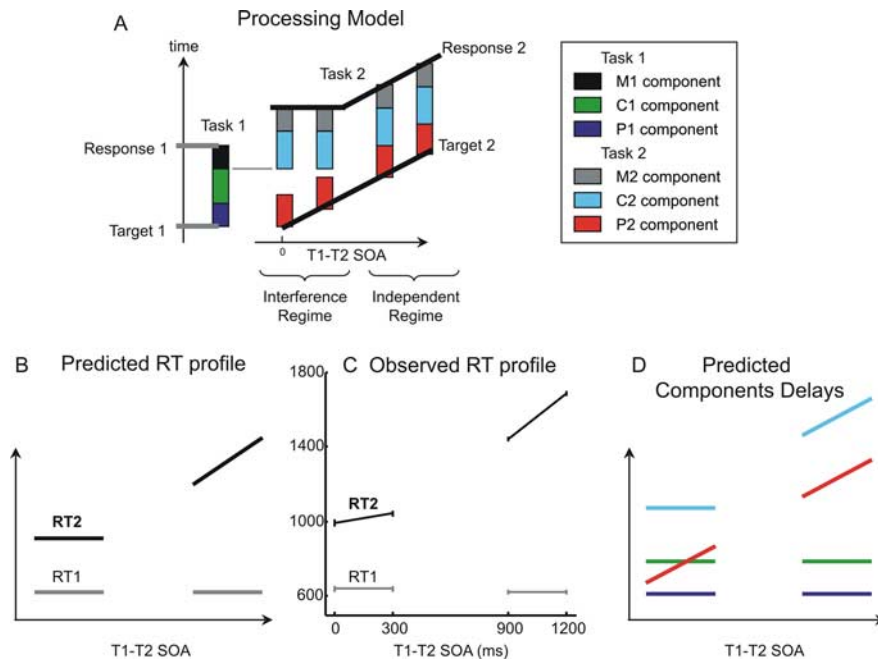 Processing Model
A
time
Task 1
Response 1
Target 1
Task 2
Response 2
Target 2
0
T1-T2 SOA
Interference
Regime
Independent
Regime
Task 1
M1 component
C1 component
P1 component
Task 2
M2 component
C2 component
P2 component
B
Predicted RT profile
RT2
RT1
T1-T2 SOA
C
Observed RT profile
1800
1400
1000
600
RT2
RT1
0
300
900
1200
T1-T2 SOA (ms)
D
Predicted
Components Delays
T1-T2 SOA